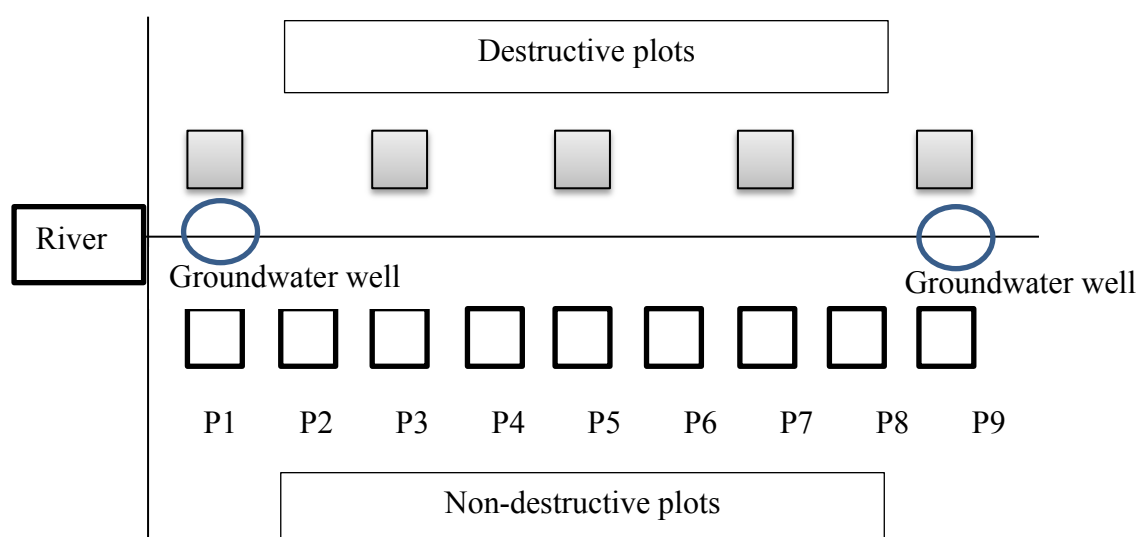 Destructive plots
River
Groundwater well
Groundwater well
P1 P2 P3 P4 P5 P6 P7 P8 P9
Non-destructive plots